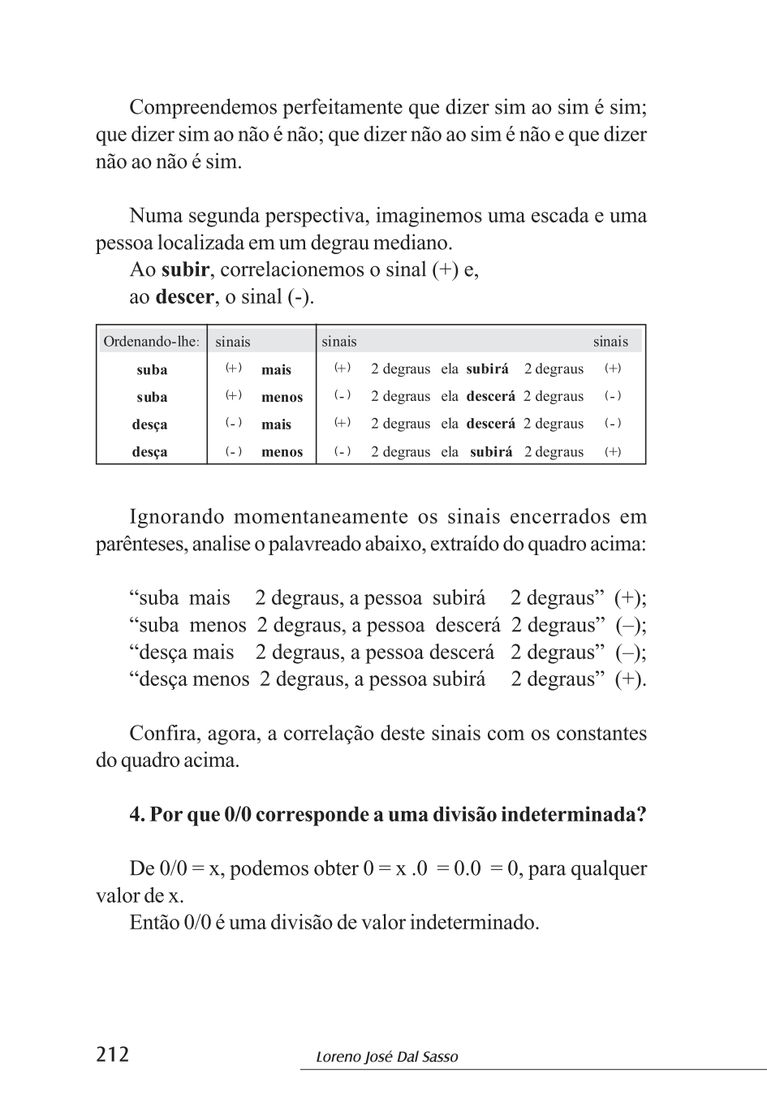 Compreendemos perfeitamente que dizer sim ao sim é sim;
que dizer sim ao não é não; que dizer não ao sim é não e que dizer
não ao não é sim.
Numa segunda perspectiva, imaginemos uma escada e uma
pessoa localizada em um degrau mediano.
Ao subir, correlacionemos o sinal (+) e,
ao descer, o sinal (-).
Ordenando-lhe: sinais sinais sinais
suba (+) mais (+) 2 degraus ela subirá 2 degraus (+)
suba (+) menos (-) 2 degraus ela descerá 2 degraus (-)
desça (-) mais (+) 2 degraus ela descerá 2 degraus (-)
desça (-) menos (-) 2 degraus ela subirá 2 degraus (+)
Ignorando momentaneamente os sinais encerrados em
parênteses, analise o palavreado abaixo, extraído do quadro acima:
“suba mais 2 degraus, a pessoa subirá 2 degraus” (+);
“suba menos 2 degraus, a pessoa descerá 2 degraus” (–);
“desça mais 2 degraus, a pessoa descerá 2 degraus” (–);
“desça menos 2 degraus, a pessoa subirá 2 degraus” (+).
Confira, agora, a correlação deste sinais com os constantes
do quadro acima.
4. Por que 0/0 corresponde a uma divisão indeterminada?
De 0/0 = x, podemos obter 0 = x .0 = 0.0 = 0, para qualquer
valor de x.
Então 0/0 é uma divisão de valor indeterminado.
212 Loreno José Dal Sasso